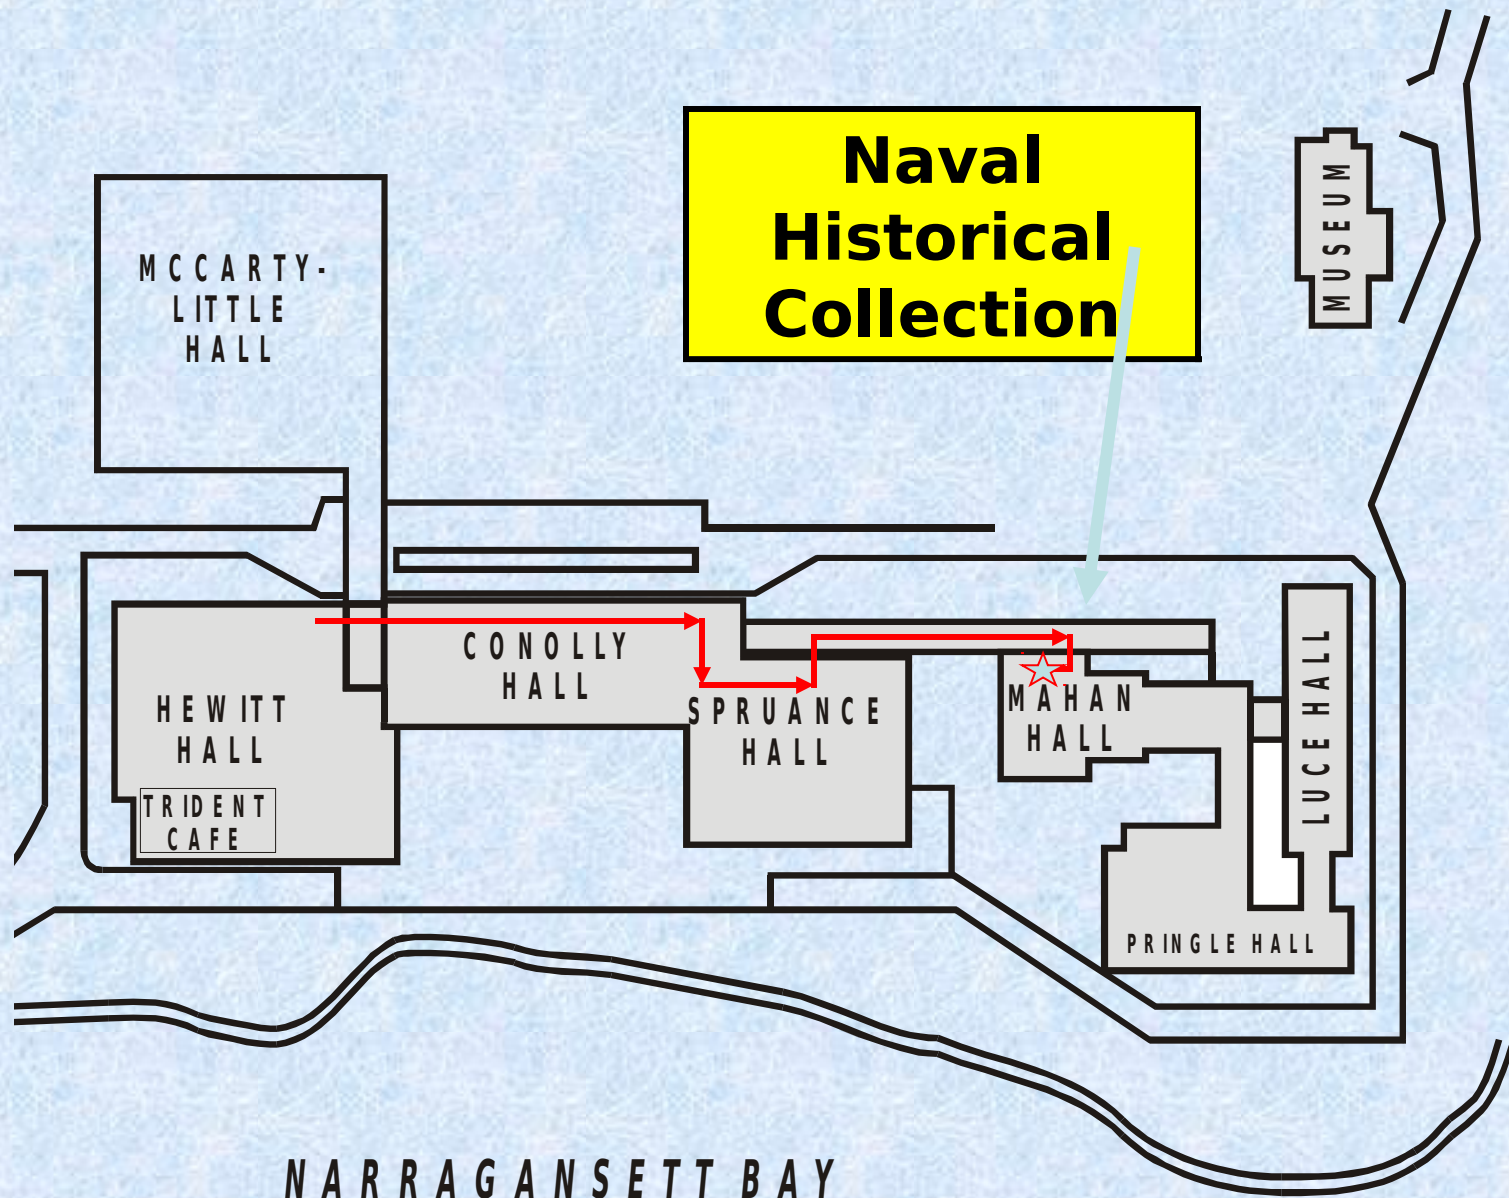 Naval
Historical
Collection
MUSEUM
MCCARTY-
LITTLE
HALL
CONOLLY
HALL
HEWITT
HALL
SPRUANCE
HALL
MAHAN
HALL
LUCE HALL
TRIDENT
CAFE
PRINGLE HALL
NARRAGANSETT BAY